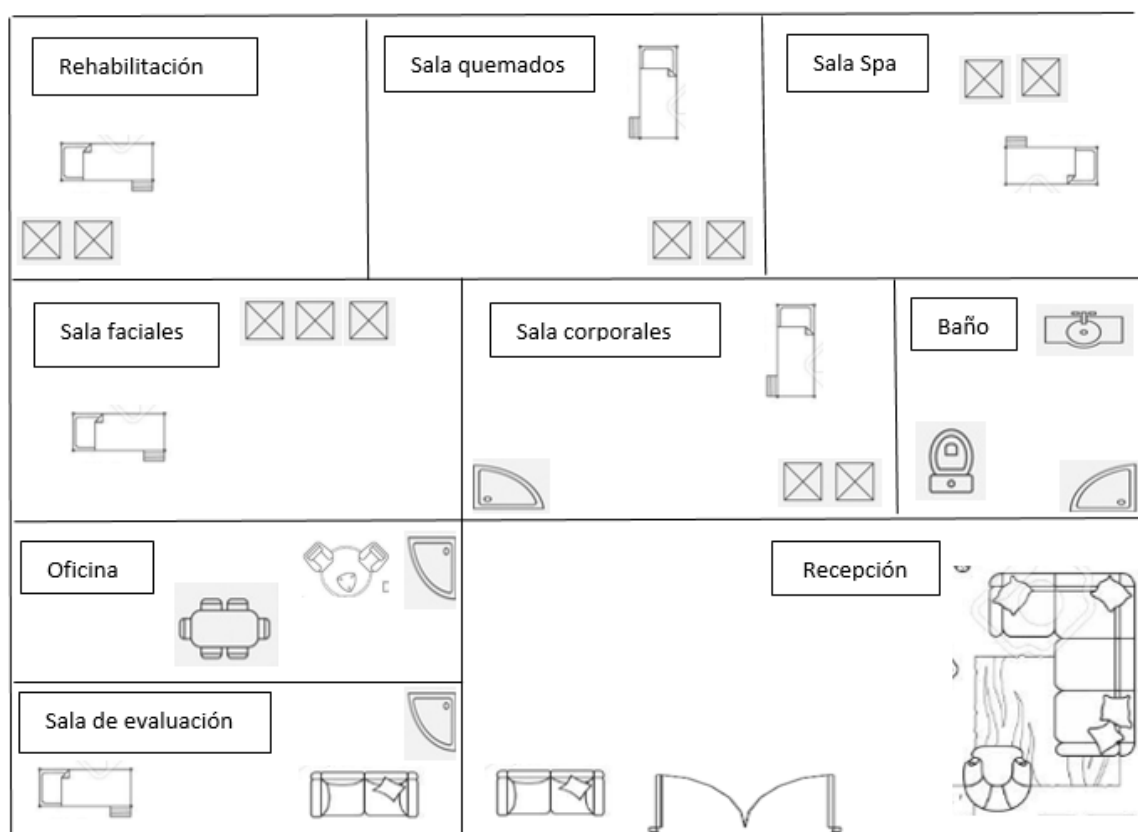 Rehabilitación
Sala quemados
Sala Spa
Sala faciales
Sala corporales
Baño
Oficina
Recepción
Sala de evaluación